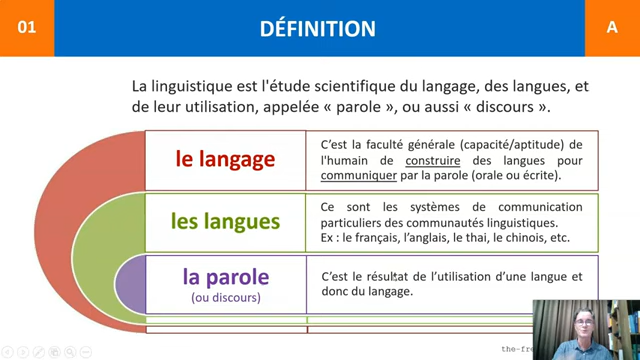 01
DÉFINITION
A
La linguistique est l'étude scientifique du langage, des langues, et
de leur utilisation, appelée « parole », ou aussi « discours ».
le langage
C’est la faculté générale (capacité/aptitude) de
l'humain de construire des langues pour
communiquer par la parole (orale ou écrite).
les langues
Ce sont les systèmes de communication
particuliers des communautés linguistiques.
Ex : le français, l’anglais, le thai, le chinois, etc.
la parole
(ou discours)
C’est le résultat de l’utilisation d’une langue et
donc du langage.